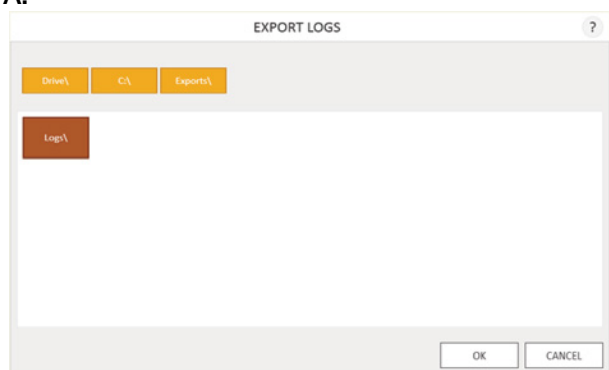 A.
EXPORT LOGS ?
Drive\ C:\ Exports\
Logs\
OK CANCEL